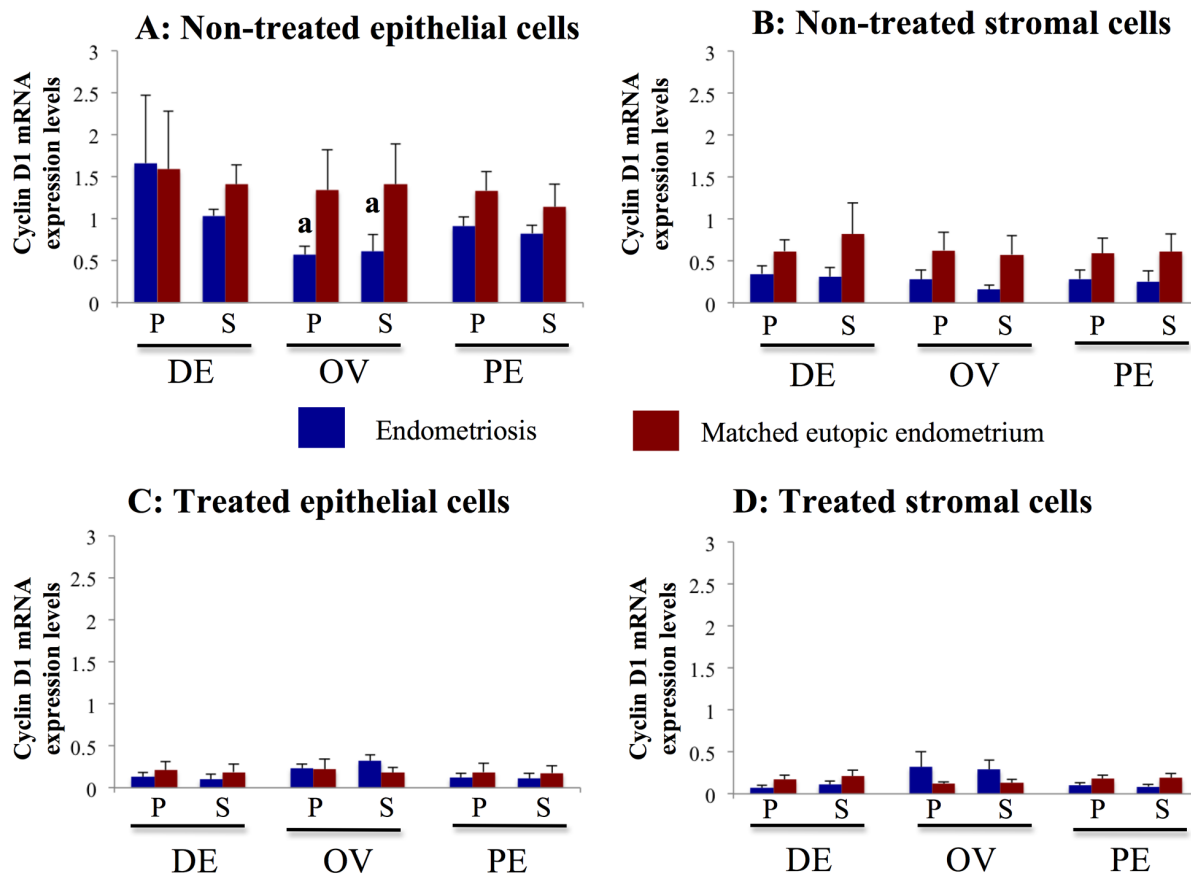 A: Non-treated epithelial cells
Cyclin D1 mRNA
expression levels
3
2.5
2
1.5
1
0.5
0
a
a
P
S
P
S
P
S
DE
OV
PE
B: Non-treated stromal cells
Cyclin D1 mRNA
expression levels
3
2.5
2
1.5
1
0.5
0
P
S
P
S
P
S
DE
OV
PE
Endometriosis
Matched eutopic endometrium
C: Treated epithelial cells
Cyclin D1 mRNA
expression levels
3
2.5
2
1.5
1
0.5
0
P
S
P
S
P
S
DE
OV
PE
D: Treated stromal cells
Cyclin D1 mRNA
expression levels
3
2.5
2
1.5
1
0.5
0
P
S
P
S
P
S
DE
OV
PE